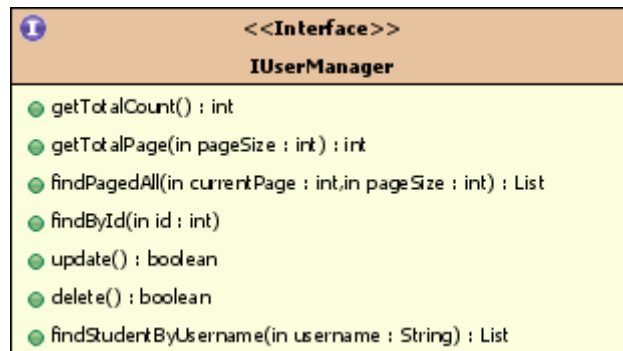 I
<<Interface>>
IUserManager
getTotalCount() : int
getTotalPage(in pageSize : int) : int
findPagedAll(in currentPage : int,in pageSize : int) : List
findById(in id : int)
update() : boolean
delete() : boolean
findStudentByUsername(in username : String) : List